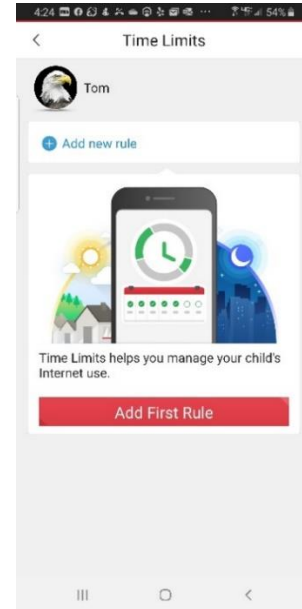 4:24
54%
Time Limits
Tom
Add new rule
Time Limits helps you manage your child's
Internet use.
Add First Rule